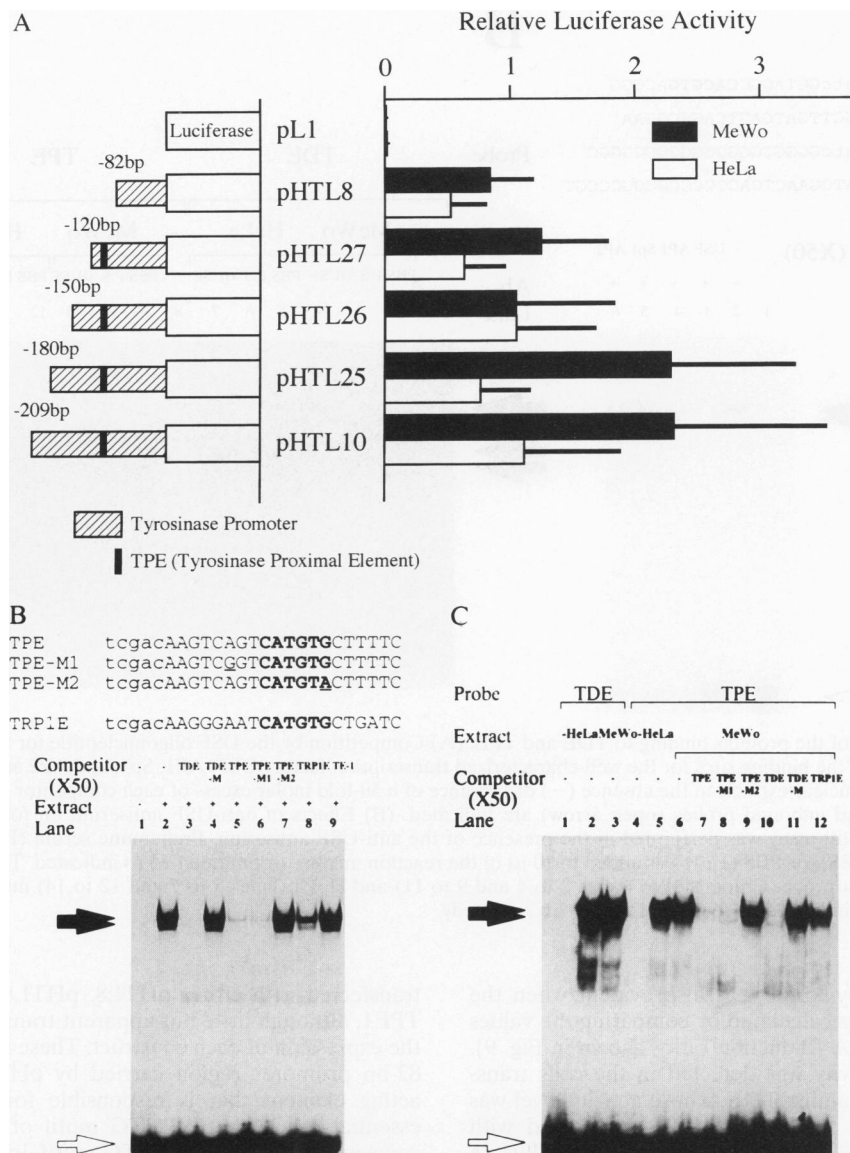 A
Relative Luciferase Activity
0 1 2 3
MeWo
HeLa
Luciferase
pL1
-82bp
pHTL8
-120bp
pHTL27
-150bp
pHTL26
-180bp
pHTL25
-209bp
pHTL10
Tyrosinase Promoter
TPE (Tyrosinase Proximal Element)
B
TPE tcgacAAGTCAGTCATGTGCTTTTC
TPE-M1 tcgacAAGTCGGTCATGTGCTTTTC
TPE-M2 tcgacAAGTCAGTCATGTACTTTTC
TRP1E tcgacAAGGGAATCATGTGCTGATC
Competitor (X50) - - TDE TDE-M TPE TPE-M1 TPE-M2 TRP1E TE-1
Extract - + + + + + + + +
Lane 1 2 3 4 5 6 7 8 9
C
Probe TDE TPE
Extract - HeLa MeWo - HeLa MeWo
Competitor (X50) - - - - - - TPE TPE-M1 TPE-M2 TDE TDE-M TRP1E
Lane 1 2 3 4 5 6 7 8 9 10 11 12